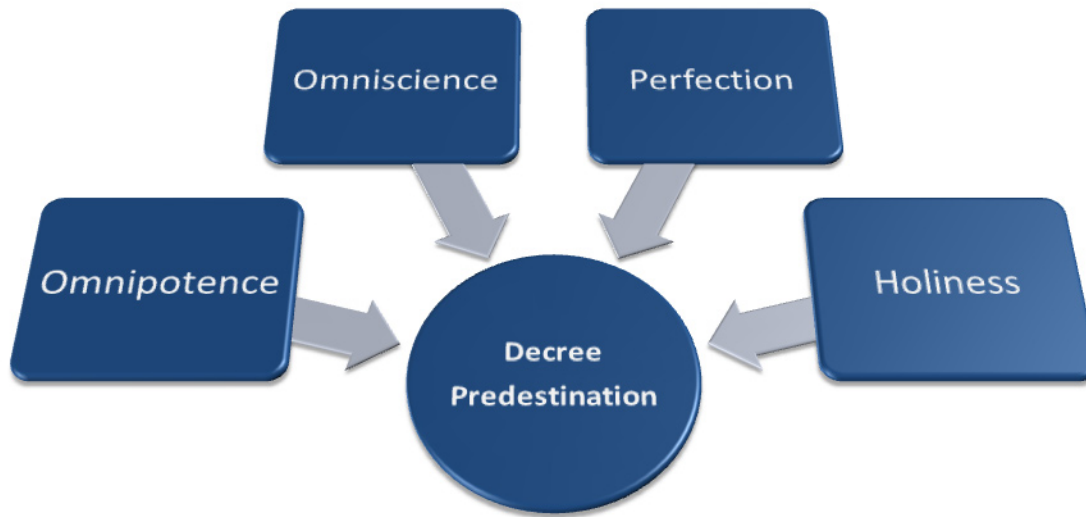 Omniscience
Perfection
Omnipotence
Holiness
Decree
Predestination